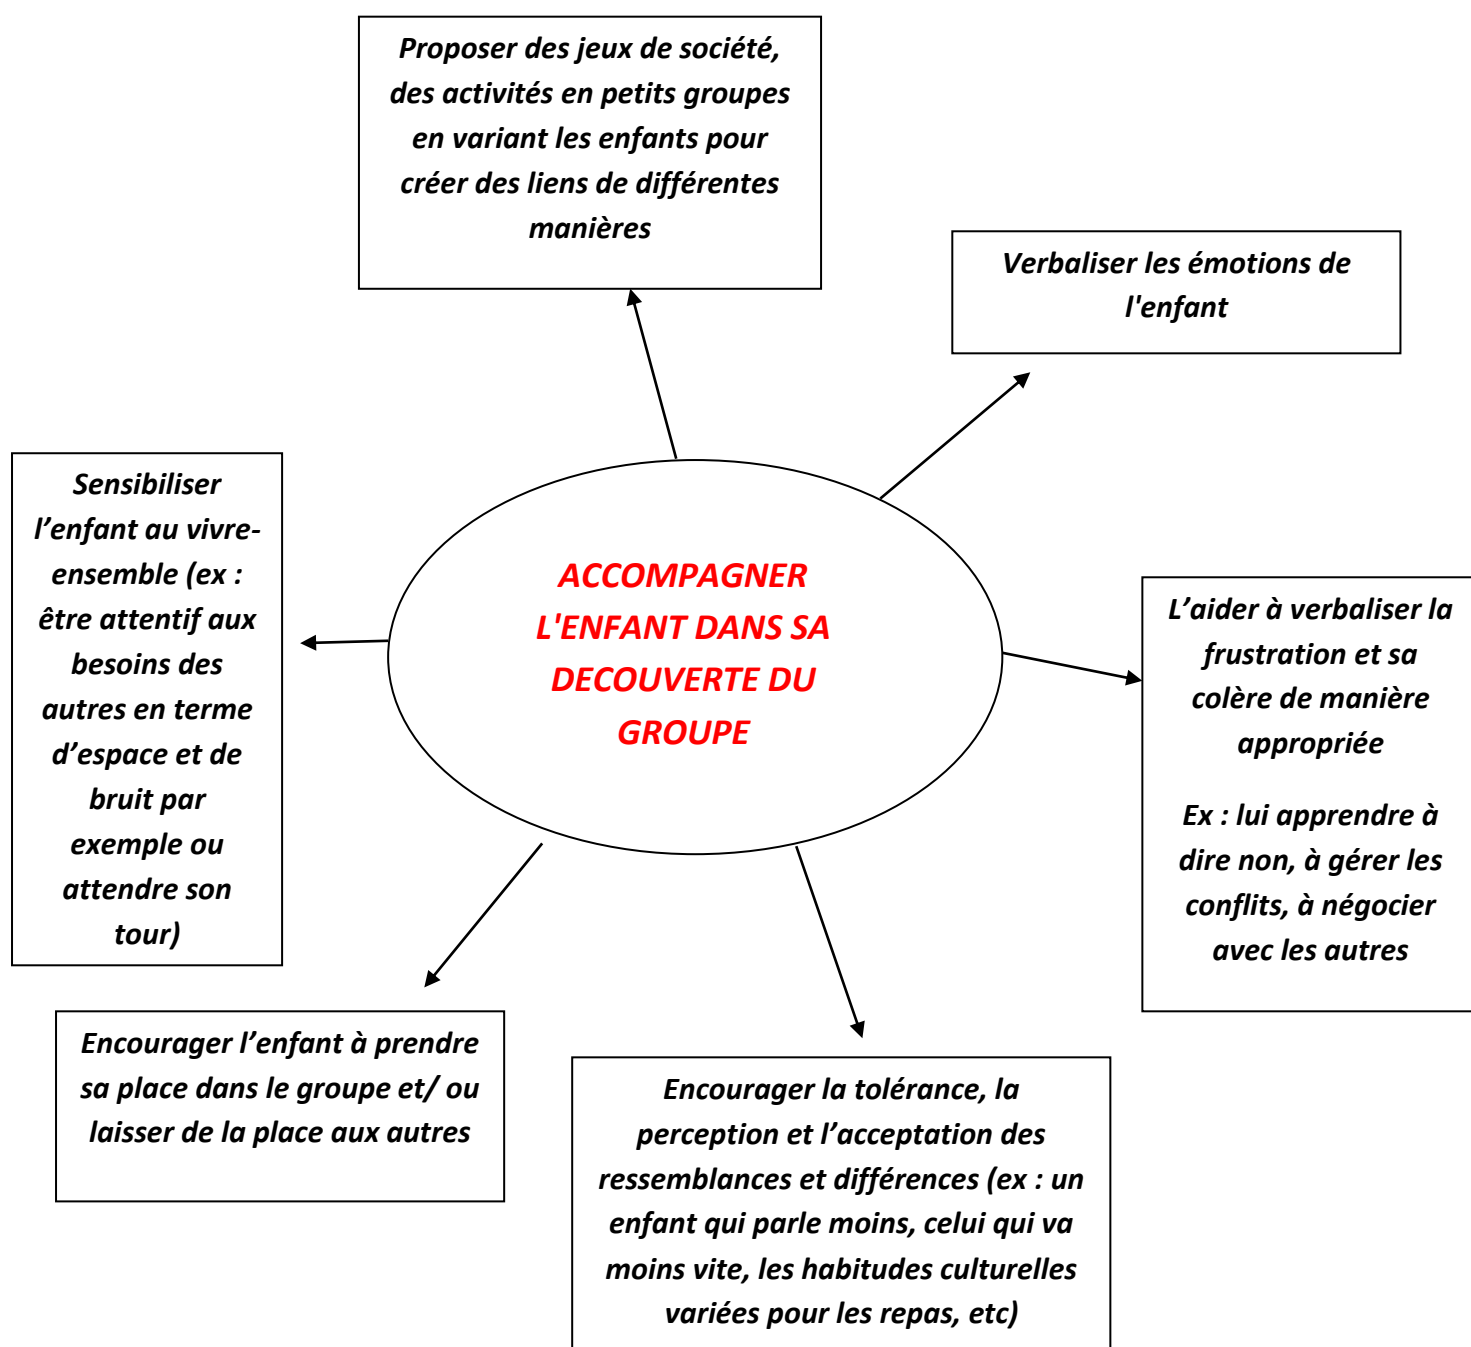 Proposer des jeux de société,
des activités en petits groupes
en variant les enfants pour
créer des liens de différentes
manières
Verbaliser les émotions de
l'enfant
Sensibiliser
l’enfant au vivre-
ensemble (ex :
être attentif aux
besoins des
autres en terme
d’espace et de
bruit par
exemple ou
attendre son
tour)
ACCOMPAGNER
L'ENFANT DANS SA
DECOUVERTE DU
GROUPE
L’aider à verbaliser la
frustration et sa
colère de manière
appropriée
Ex : lui apprendre à
dire non, à gérer les
conflits, à négocier
avec les autres
Encourager l’enfant à prendre
sa place dans le groupe et/ ou
laisser de la place aux autres
Encourager la tolérance, la
perception et l’acceptation des
ressemblances et différences (ex : un
enfant qui parle moins, celui qui va
moins vite, les habitudes culturelles
variées pour les repas, etc)